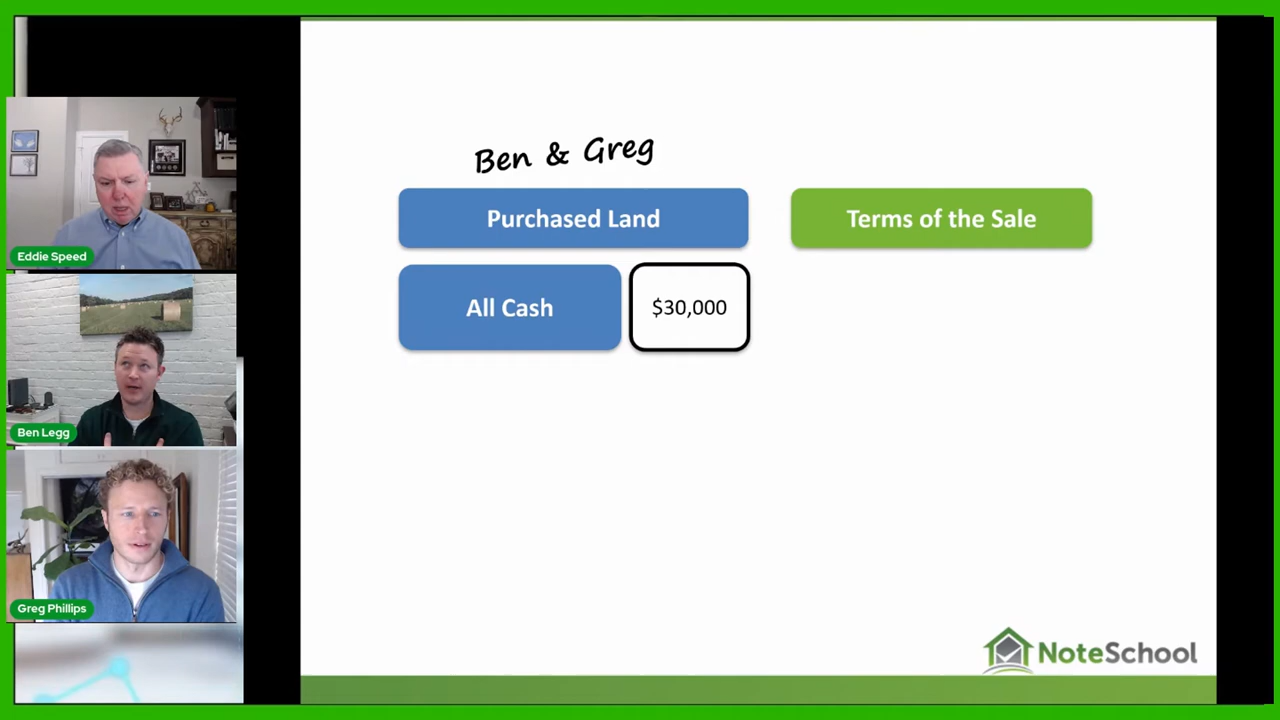 Ben & Greg
Purchased Land
Terms of the Sale
All Cash
$30,000
Eddie Speed
Ben Legg
Greg Phillips
NoteSchool